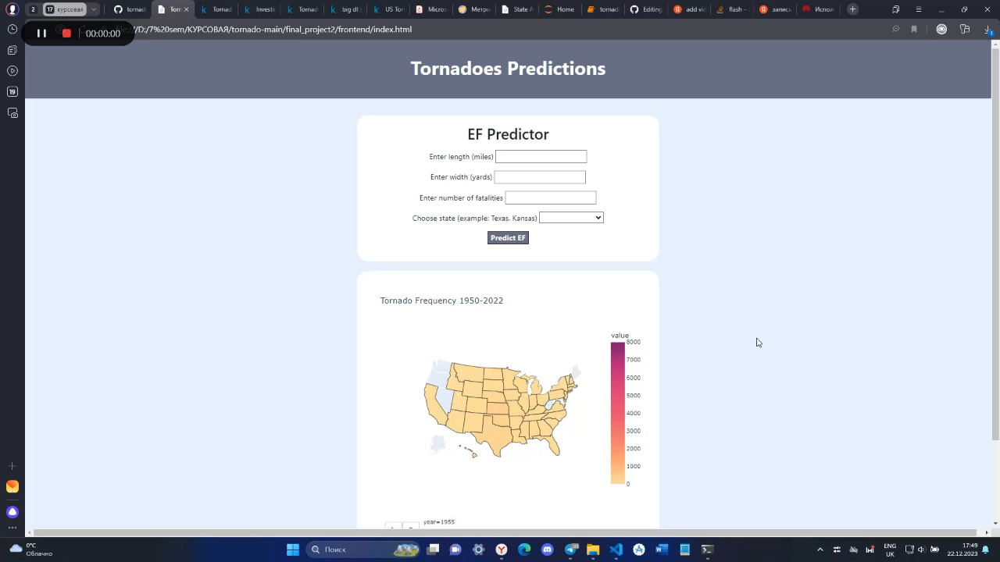 2
17 курсовая
tornad
Torn
Tornad
Investi
Tornad
big dt
US To
Micros
Метри
State A
Home
torna
Editing
add vi
.add -
запись
Испол
00:00:00
//D:/7%20sem/КУРСОВАЯ/tornado-main/final_project2/frontend/index.html
19
Tornadoes Predictions
EF Predictor
Enter length (miles)
Enter width (yards)
Enter number of fatalities
Choose state (example: Texas, Kansas)
Predict EF
Tornado Frequency 1950-2022
value
8000
7000
6000
5000
4000
3000
2000
1000
0
year=1955
0°C
Облачно
Поиск
ENG
UK
17:49
22.12.2023